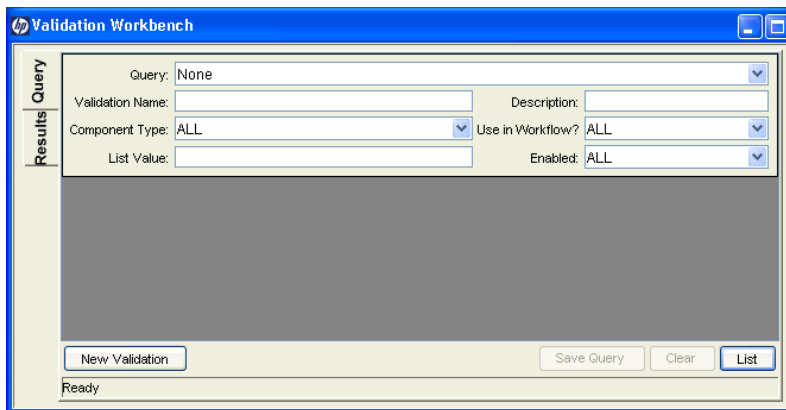 hp Validation Workbench
Query
Results
Query: None
Validation Name: Description:
Component Type: ALL Use in Workflow? ALL
List Value: Enabled: ALL
New Validation Save Query Clear List
Ready